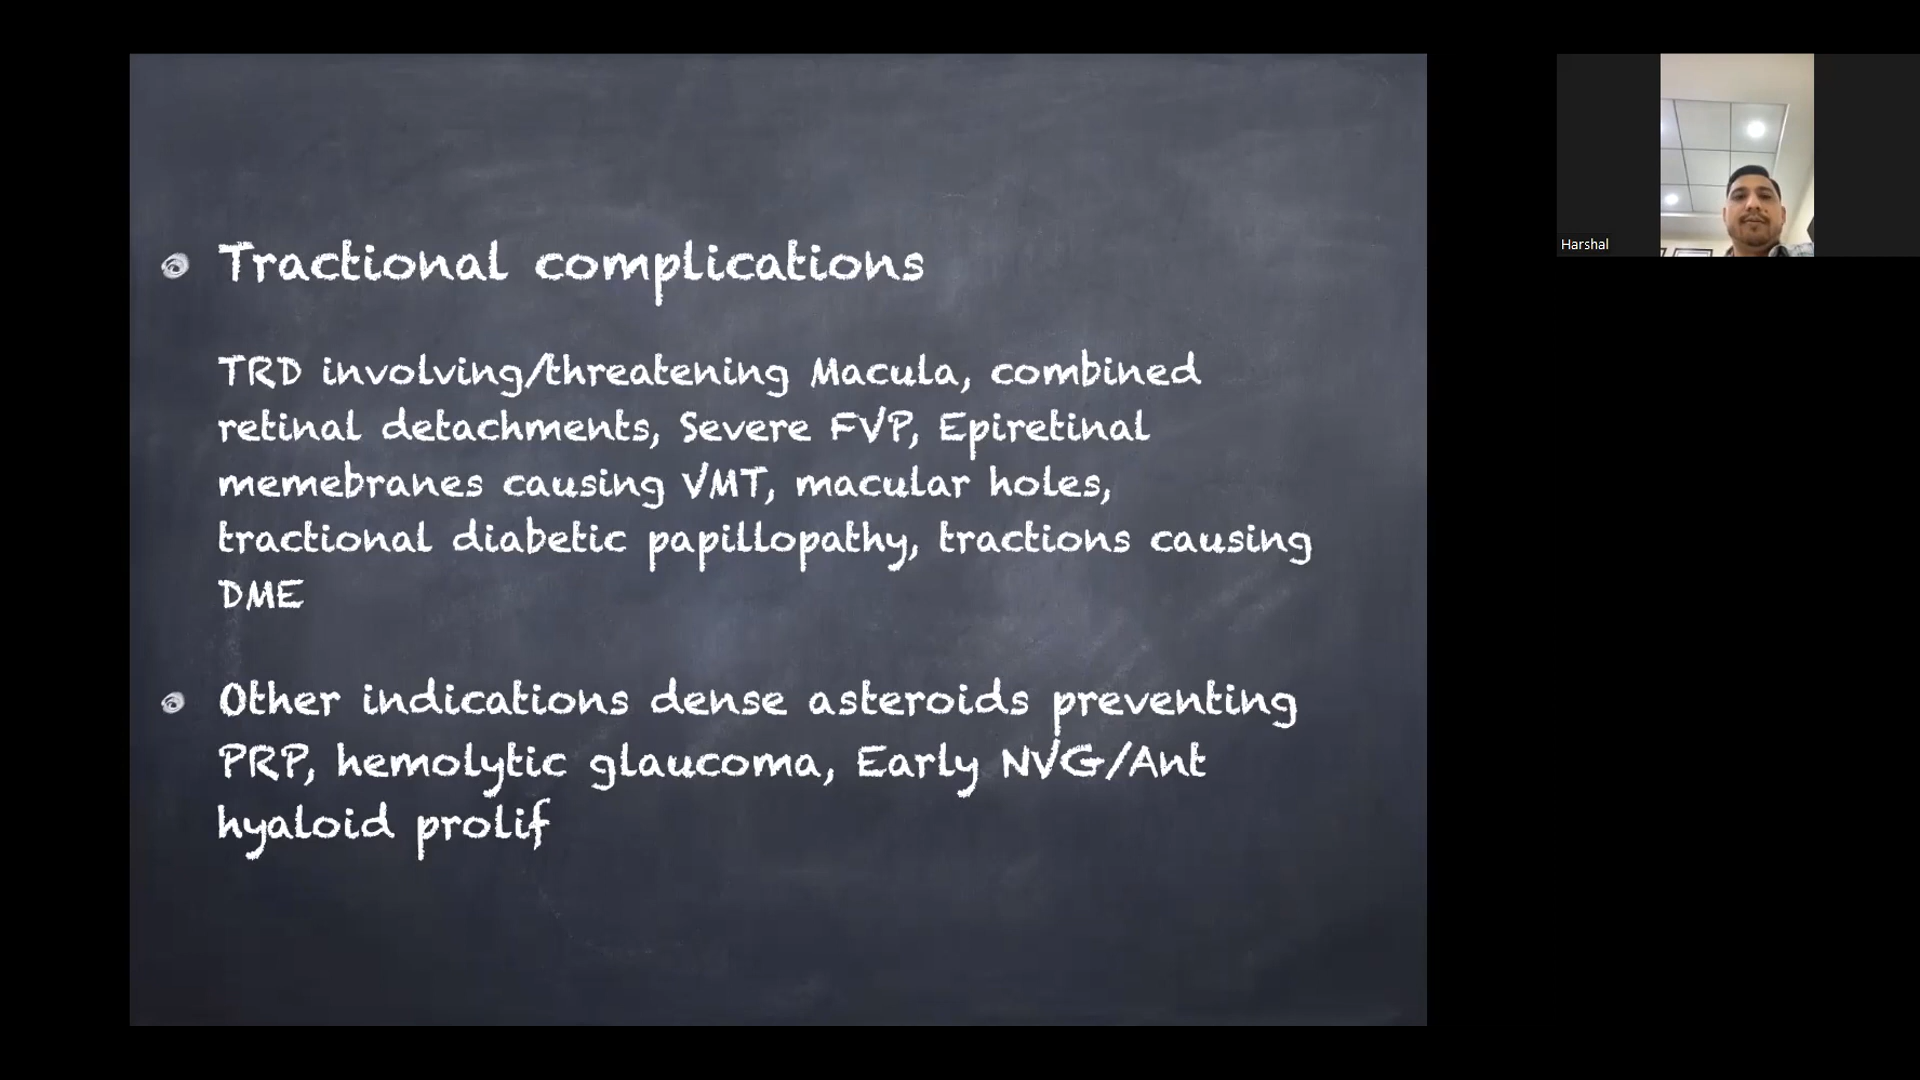 Tractional complications
TRD involving/threatening Macula, combined
retinal detachments, Severe FVP, Epiretinal
memebranes causing VMT, macular holes,
tractional diabetic papillopathy, tractions causing
DME
Other indications dense asteroids preventing
PRP, hemolytic glaucoma, Early NVG/Ant
hyaloid prolif
Harshal